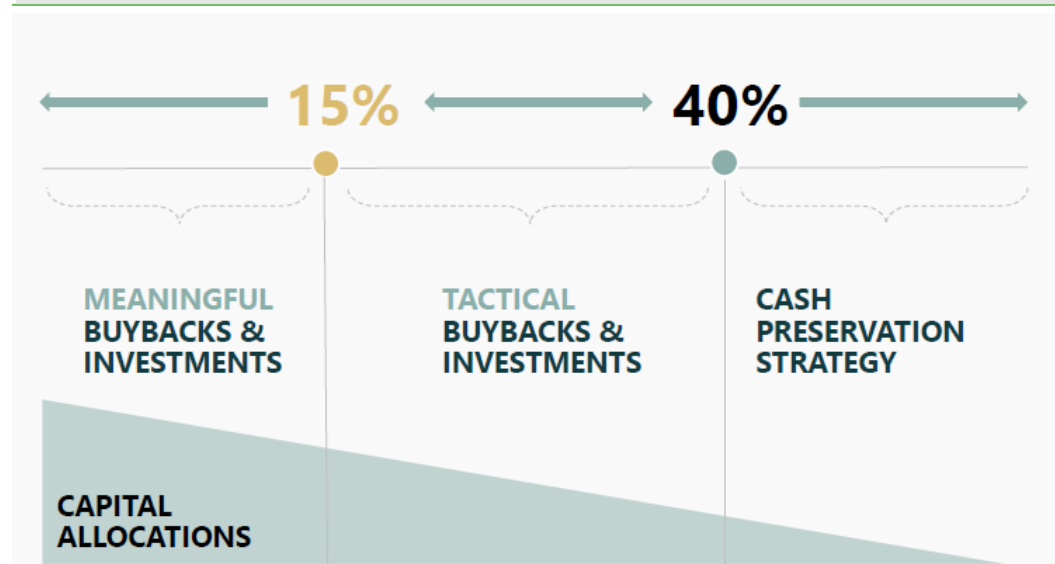 15%
40%
MEANINGFUL
BUYBACKS &
INVESTMENTS
TACTICAL
BUYBACKS &
INVESTMENTS
CASH
PRESERVATION
STRATEGY
CAPITAL
ALLOCATIONS